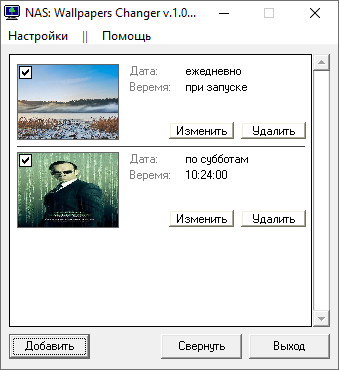 NAS: Wallpapers Changer v.1.0...
Настройки || Помощь
Дата: ежедневно
Веремя: при запуске
Изменить Удалить
Дата: по субботам
Веремя: 10:24:00
Изменить Удалить
Добавить Свернуть Выход